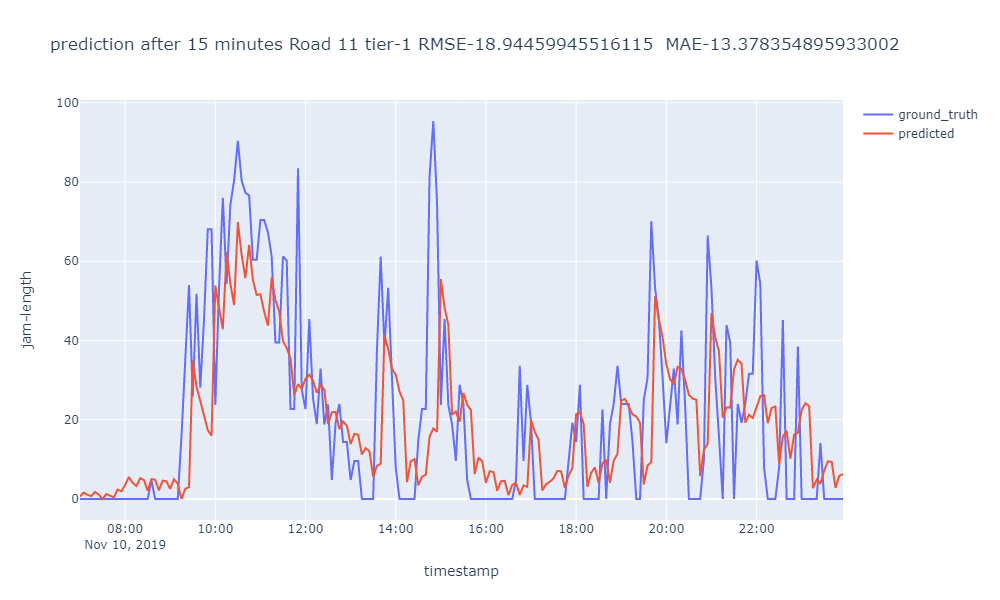 prediction after 15 minutes Road 11 tier-1 RMSE-18.94459945516115  MAE-13.378354895933002
ground_truth
predicted
100
80
60
40
20
0
jam-length
08:00 10:00 12:00 14:00 16:00 18:00 20:00 22:00
Nov 10, 2019
timestamp